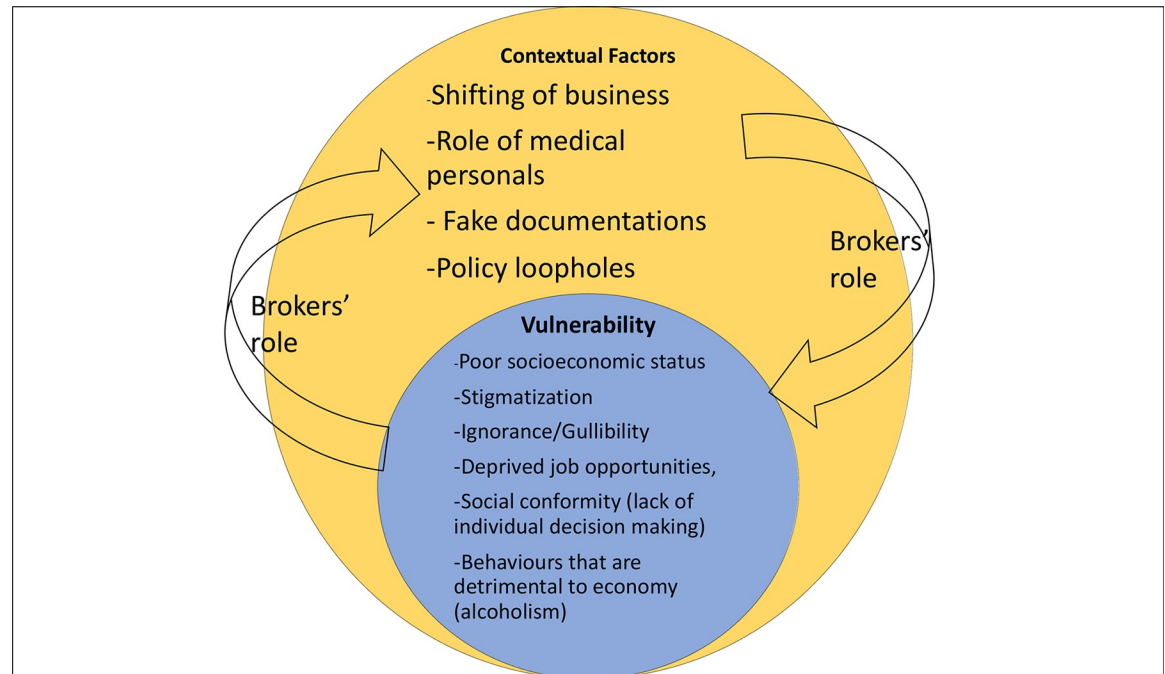 Contextual Factors
-Shifting of business
-Role of medical
personals
- Fake documentations
-Policy loopholes
Brokers'
role
Brokers’
role
Vulnerability
-Poor socioeconomic status
-Stigmatization
-Ignorance/Gullibility
-Deprived job opportunities,
-Social conformity (lack of
individual decision making)
-Behaviours that are
detrimental to economy
(alcoholism)